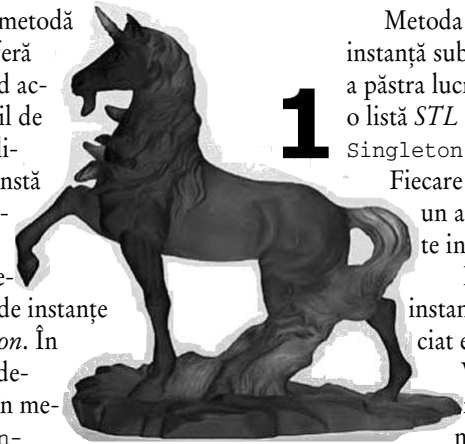 metodă
feră
d ac-
il de
li-
nstă
-
e-
de instanțe
on. În
de-
n me-
n-
1
Metoda
instanță sub
a păstra lucr
o listă STL
Singleton
Fiecare
un a
te in
instan
ciat e
n